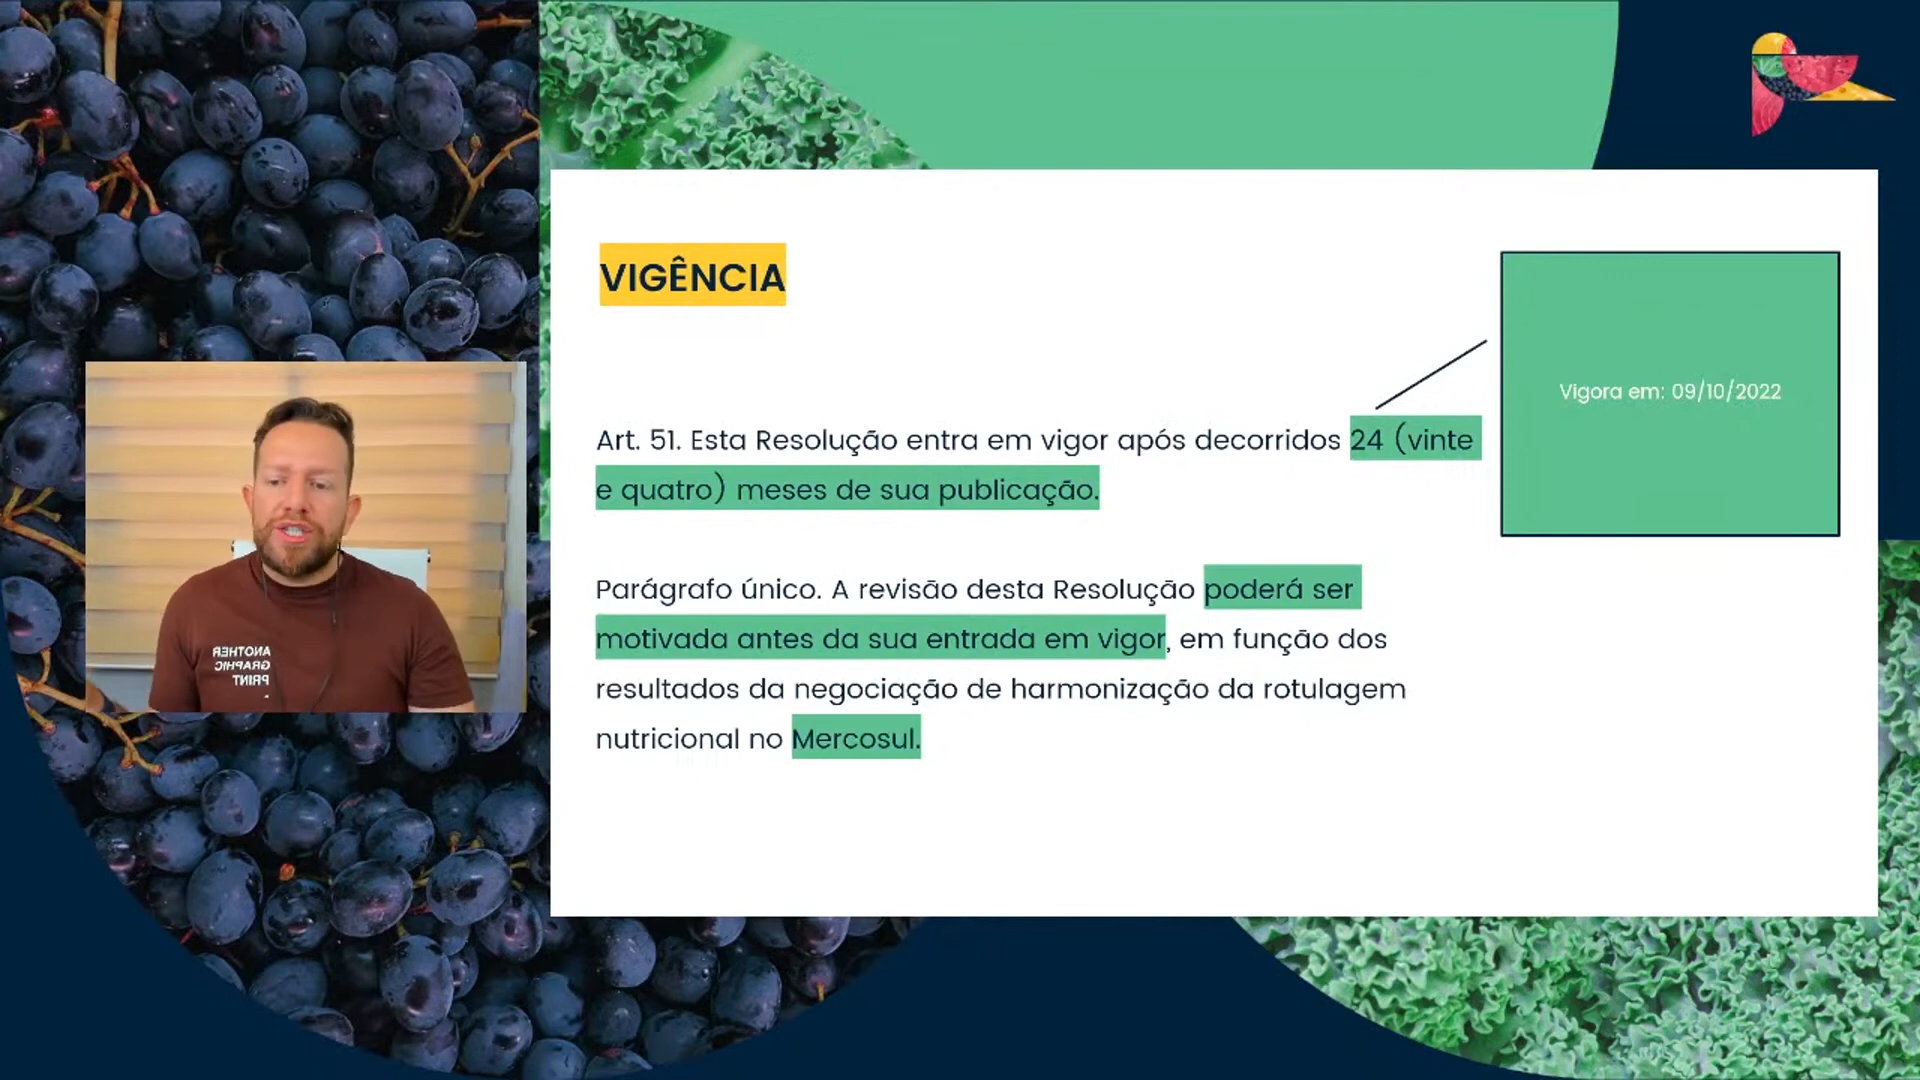 VIGÊNCIA
Vigora em: 09/10/2022
Art. 51. Esta Resolução entra em vigor após decorridos 24 (vinte
e quatro) meses de sua publicação.
Parágrafo único. A revisão desta Resolução poderá ser
motivada antes da sua entrada em vigor, em função dos
resultados da negociação de harmonização da rotulagem
nutricional no Mercosul.
ANOTHER
GRAPHIC
PRINT
.